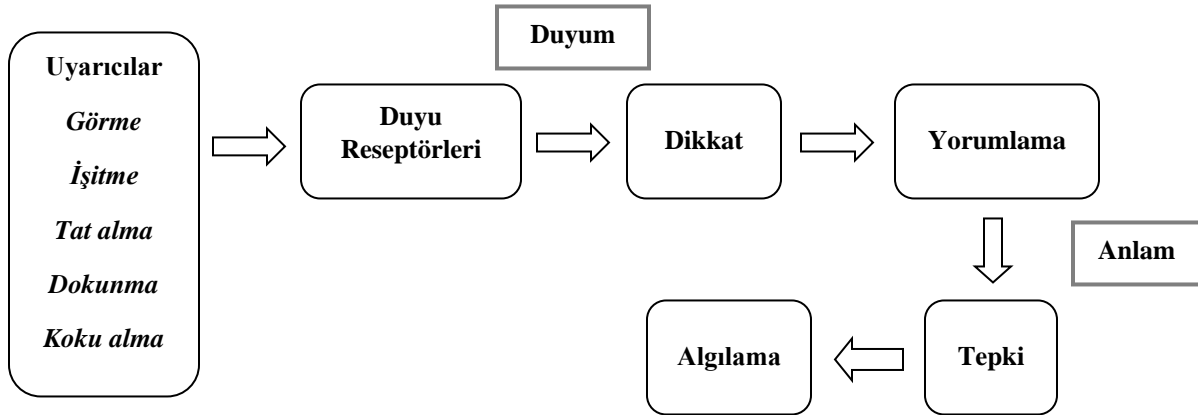 Duyum
Uyarıcılar
Görme
İşitme
Tat alma
Dokunma
Koku alma
Duyu
Reseptörleri
Dikkat
Yorumlama
Anlam
Algılama
Tepki